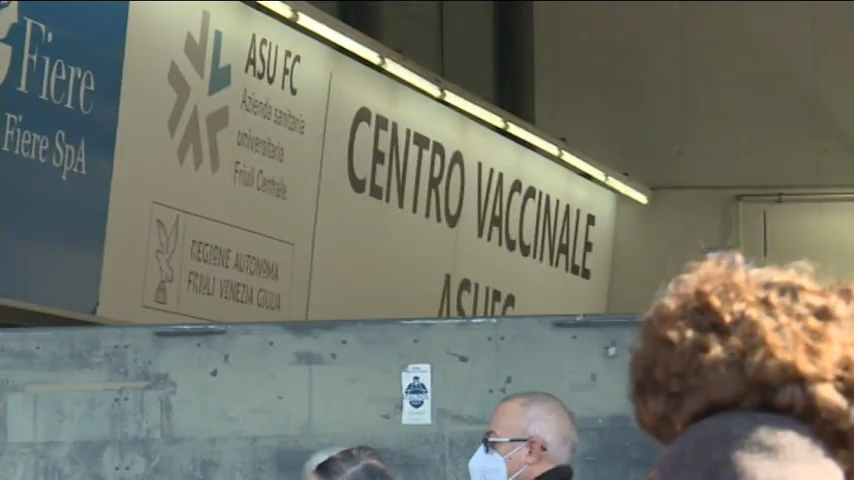 Fiere
Fiere SpA
ASU FC
Azienda sanitaria
universitaria
Friuli Centrale
REGIONE AUTONOMA
FRIULI VENEZIA GIULIA
CENTRO VACCINALE
ASUFC